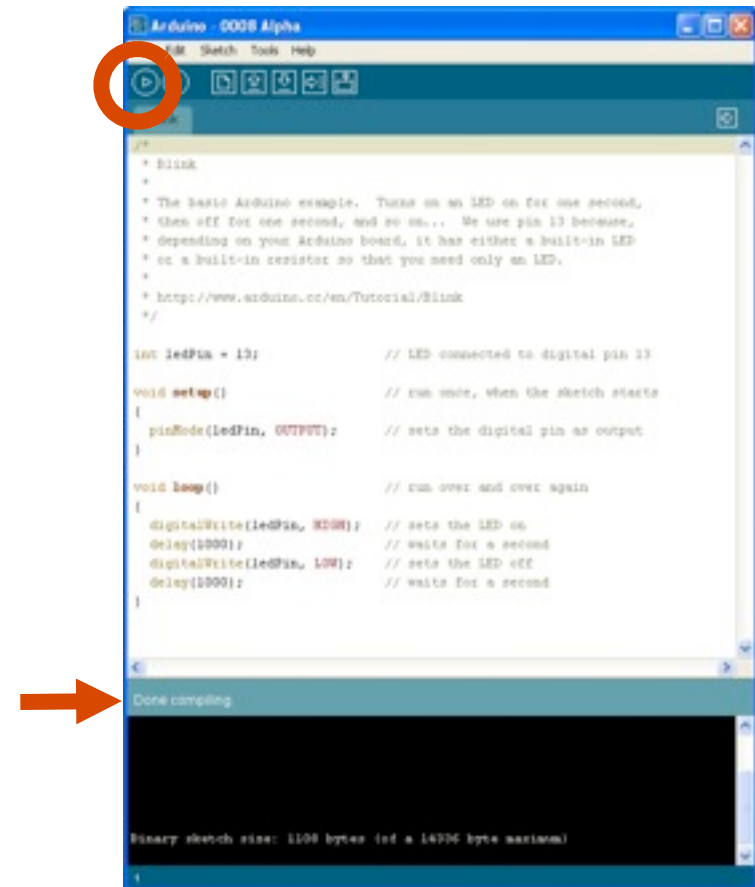 Arduino - 0008 Alpha
Edit Sketch Tools Help
/*
* Blink
*
* The basic Arduino example. Turns on an LED on for one second,
* then off for one second, and so on... We use pin 13 because,
* depending on your Arduino board, it has either a built-in LED
* or a built-in resistor so that you need only an LED.
*
* http://www.arduino.cc/en/Tutorial/Blink
*/
int ledPin = 13; // LED connected to digital pin 13
void setup() // run once, when the sketch starts
{
pinMode(ledPin, OUTPUT); // sets the digital pin as output
}
void loop() // run over and over again
{
digitalWrite(ledPin, HIGH); // sets the LED on
delay(1000); // waits for a second
digitalWrite(ledPin, LOW); // sets the LED off
delay(1000); // waits for a second
}
Done compiling.
Binary sketch size: 1108 bytes (of a 14336 byte maximum)